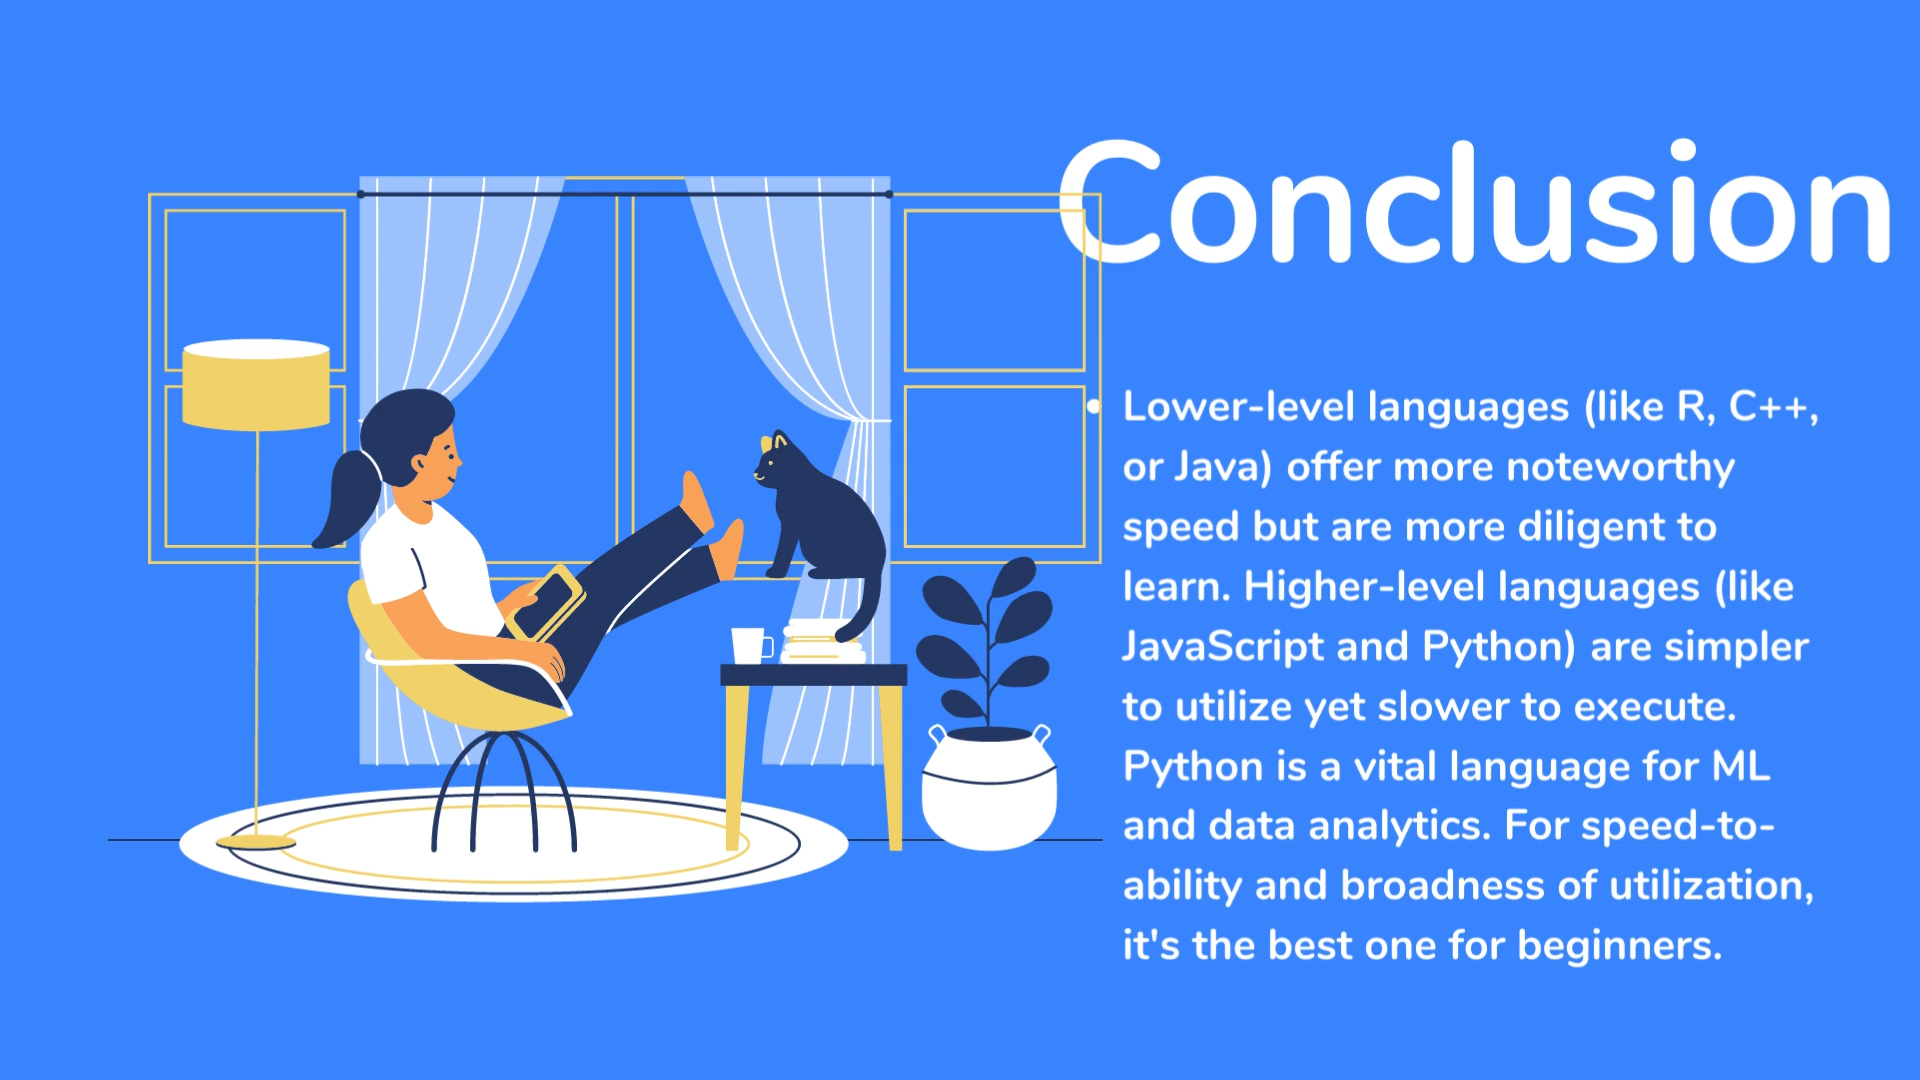 Conclusion
Lower-level languages (like R, C++,
or Java) offer more noteworthy
speed but are more diligent to
learn. Higher-level languages (like
JavaScript and Python) are simpler
to utilize yet slower to execute.
Python is a vital language for ML
and data analytics. For speed-to-
ability and broadness of utilization,
it's the best one for beginners.